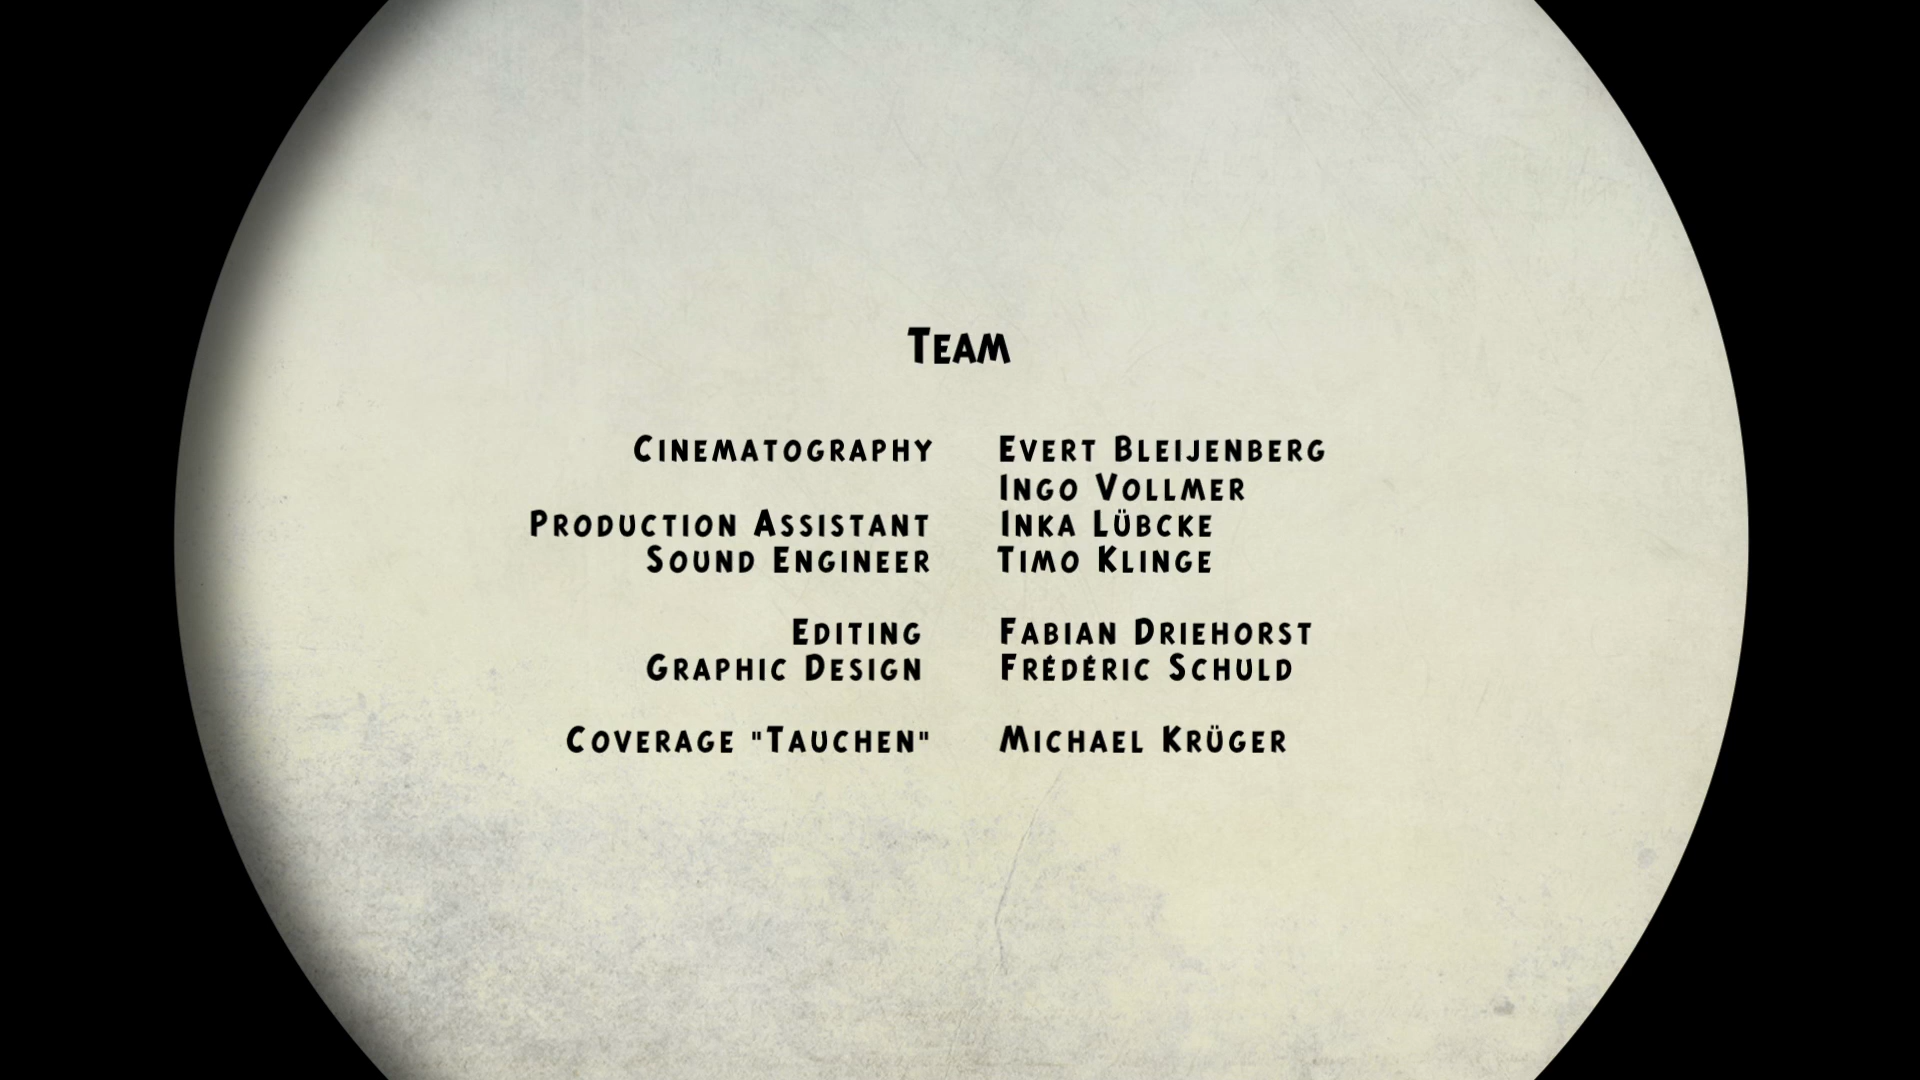 Team
Cinematography Evert Bleijenberg
Ingo Vollmer
Production Assistant Inka Lübcke
Sound Engineer Timo Klinge
Editing Fabian Driehorst
Graphic Design Frédéric Schuld
Coverage "Tauchen" Michael Krüger